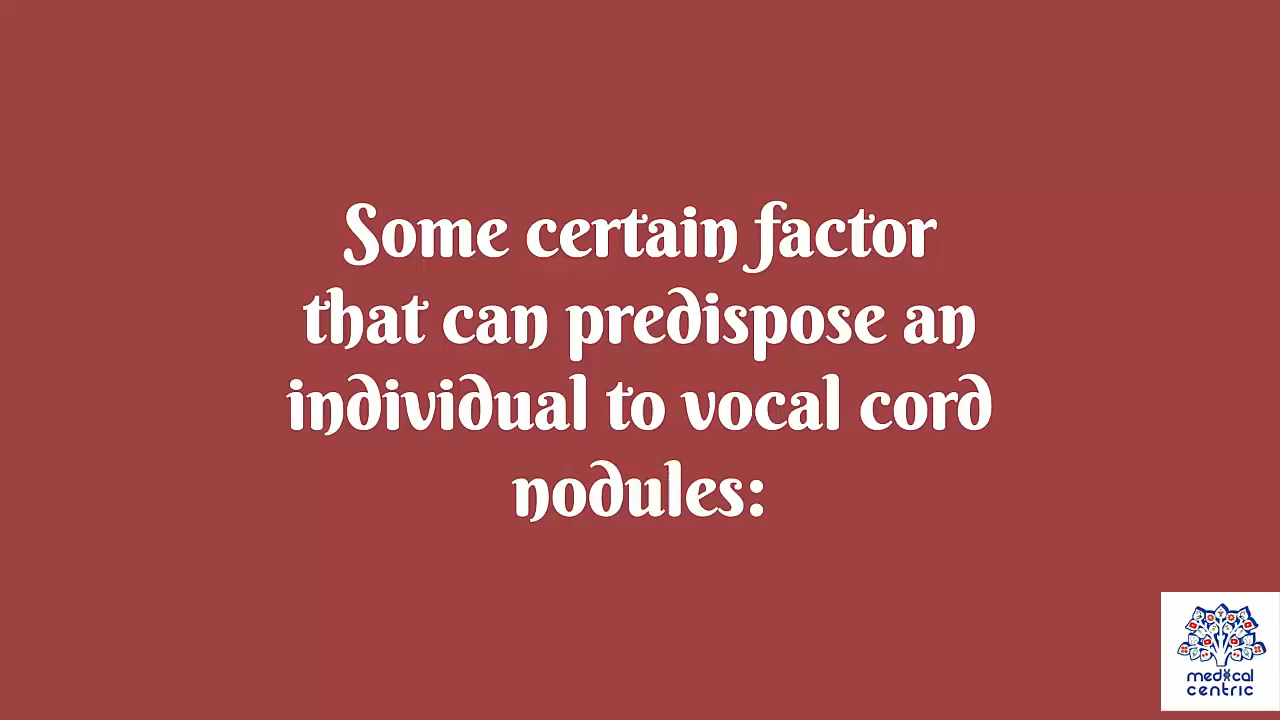 Some certain factor
that can predispose an
individual to vocal cord
nodules:
medical
centric